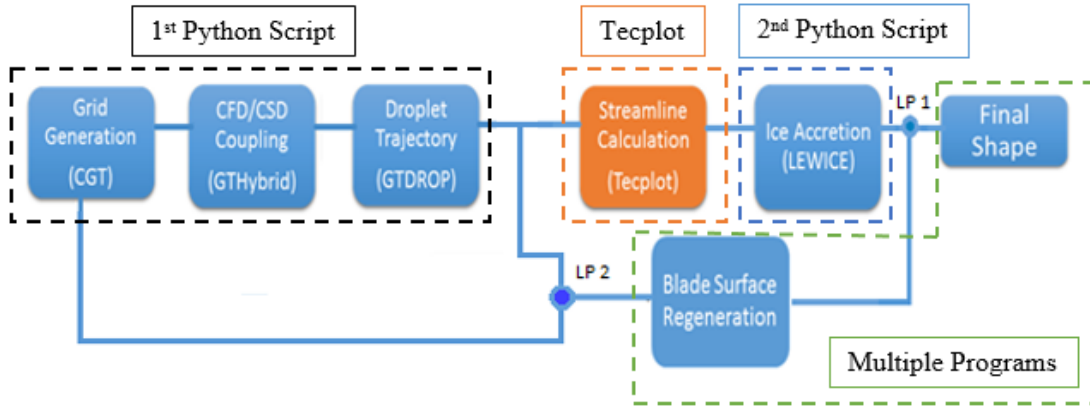 1st Python Script
Tecplot
2nd Python Script
Grid
Generation
(CGT)
CFD/CSD
Coupling
(GTHybrid)
Droplet
Trajectory
(GTDROP)
Streamline
Calculation
(Tecplot)
Ice Accretion
(LEWICE)
LP 1
Final
Shape
LP 2
Blade Surface
Regeneration
Multiple Programs